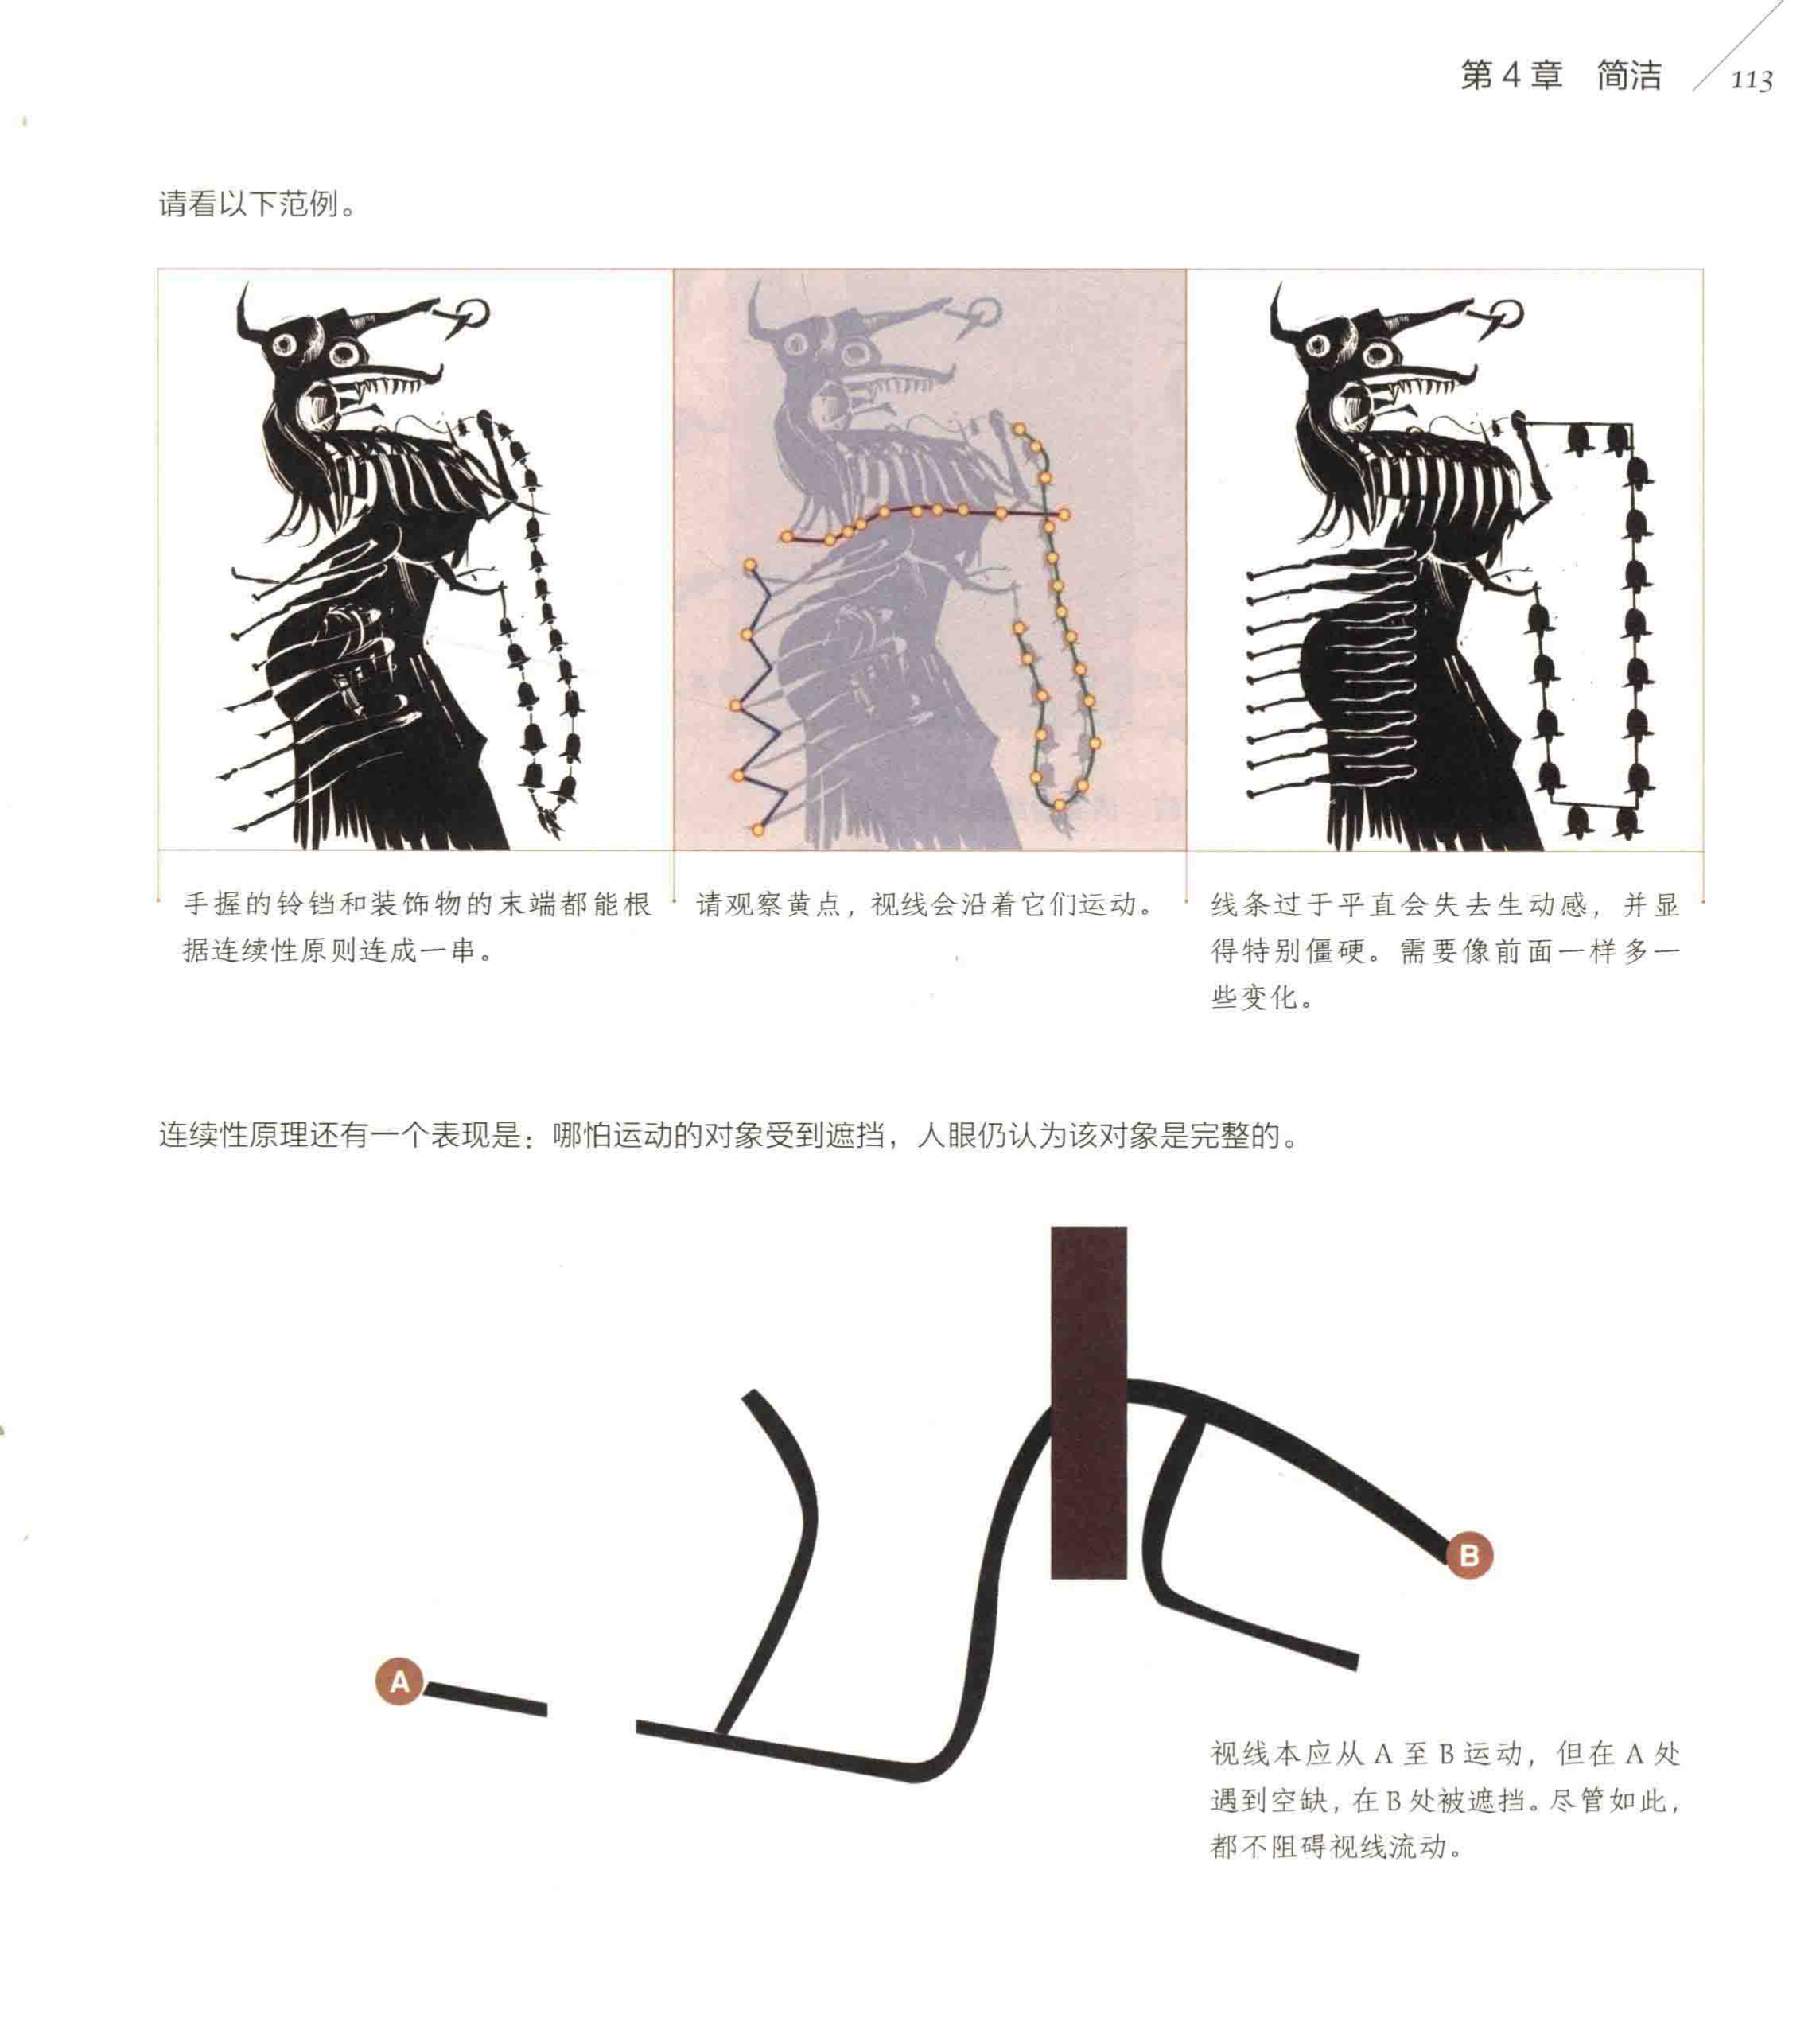 第4章 简洁 113
请看以下范例。
手握的铃铛和装饰物的末端都能根
据连续性原则连成一串。
请观察黄点，视线会沿着它们运动。
线条过于平直会失去生动感，并显
得特别僵硬。需要像前面一样多一
些变化。
连续性原理还有一个表现是：哪怕运动的对象受到遮挡，人眼仍认为该对象是完整的。
B
A
视线本应从 A 至 B 运动，但在 A 处
遇到空缺，在 B 处被遮挡。尽管如此，
都不阻碍视线流动。